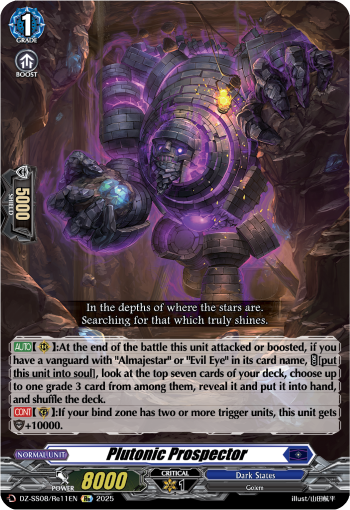 1
GRADE
BOOST
5000
SHIELD
In the depths of where the stars are.
Searching for that which truly shines.
AUTO【(R)】:At the end of the battle this unit attacked or boosted, if you
have a vanguard with "Almajestar" or "Evil Eye" in its card name, [put
this unit into soul], look at the top seven cards of your deck, choose up
to one grade 3 card from among them, reveal it and put it into hand,
and shuffle the deck.
CONT【(G)】:If your bind zone has two or more trigger units, this unit gets
+10000.
NORMAL UNIT
Plutonic Prospector
POWER
8000
CRITICAL
1
Dark States
Golem
DZ-SS08/Re11EN
2025
illust/山田航平